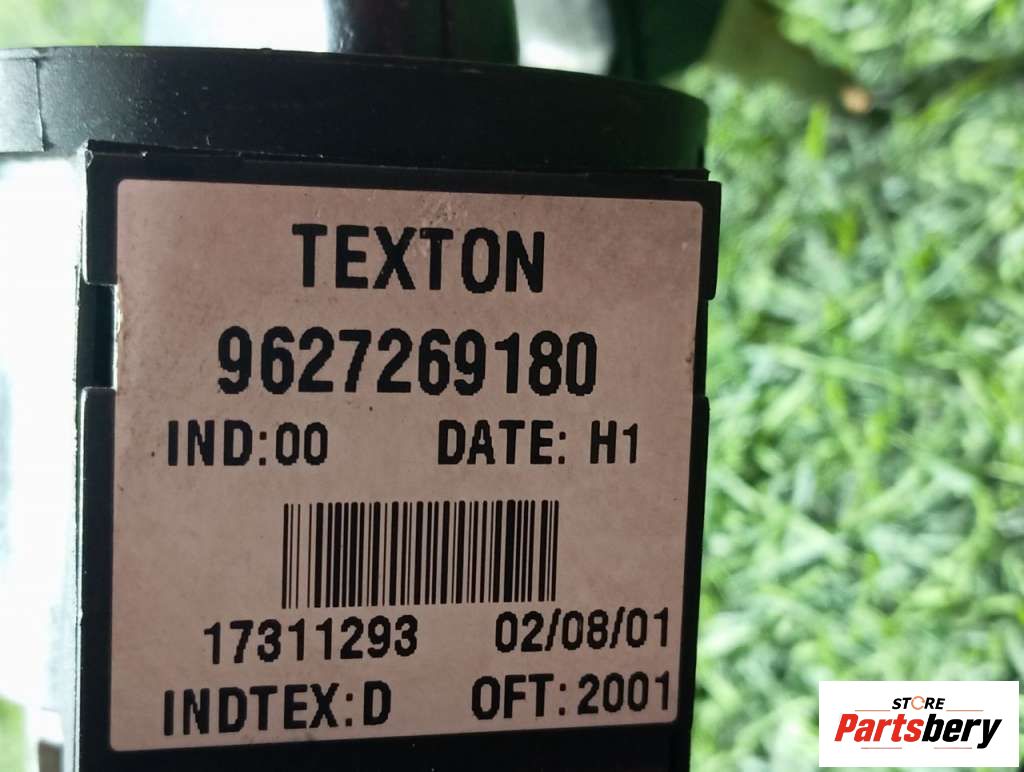 TEXTON
9627269180
IND:00 DATE: H1
17311293 02/08/01
INDTEX:D OFT:2001
STORE
Partsbery